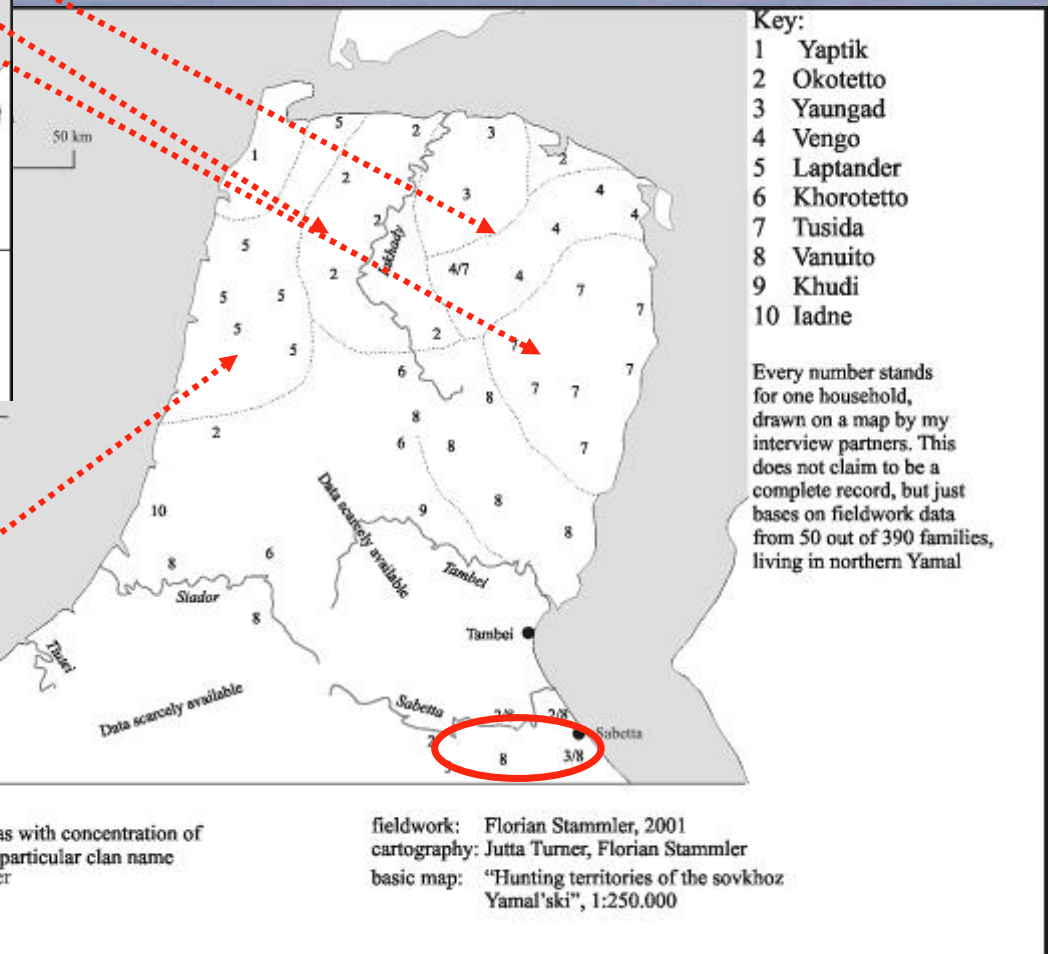 Key:
1 Yaptik
2 Okotetto
3 Yaungad
4 Vengo
5 Laptander
6 Khorotetto
7 Tusida
8 Vanuito
9 Khudi
10 Iadne
Every number stands
for one household,
drawn on a map by my
interview partners. This
does not claim to be a
complete record, but just
bases on fieldwork data
from 50 out of 390 families,
living in northern Yamal
50 km
5
2
3
1
2
2
3
4
2
4
4
5
2
4/7
4
7
5
5
7
5
2
7
5
6
7
8
7
7
8
2
6
8
7
Data scarcely available
8
10
9
8
6
8
Tambei
Siador
8
Tambei
Tiusei
Data scarcely available
Sabetta
2/8
Sabetta
2
8
3/8
as with concentration of
particular clan name
er
fieldwork: Florian Stammler, 2001
cartography: Jutta Turner, Florian Stammler
basic map: "Hunting territories of the sovkhoz
Yamal'ski", 1:250.000